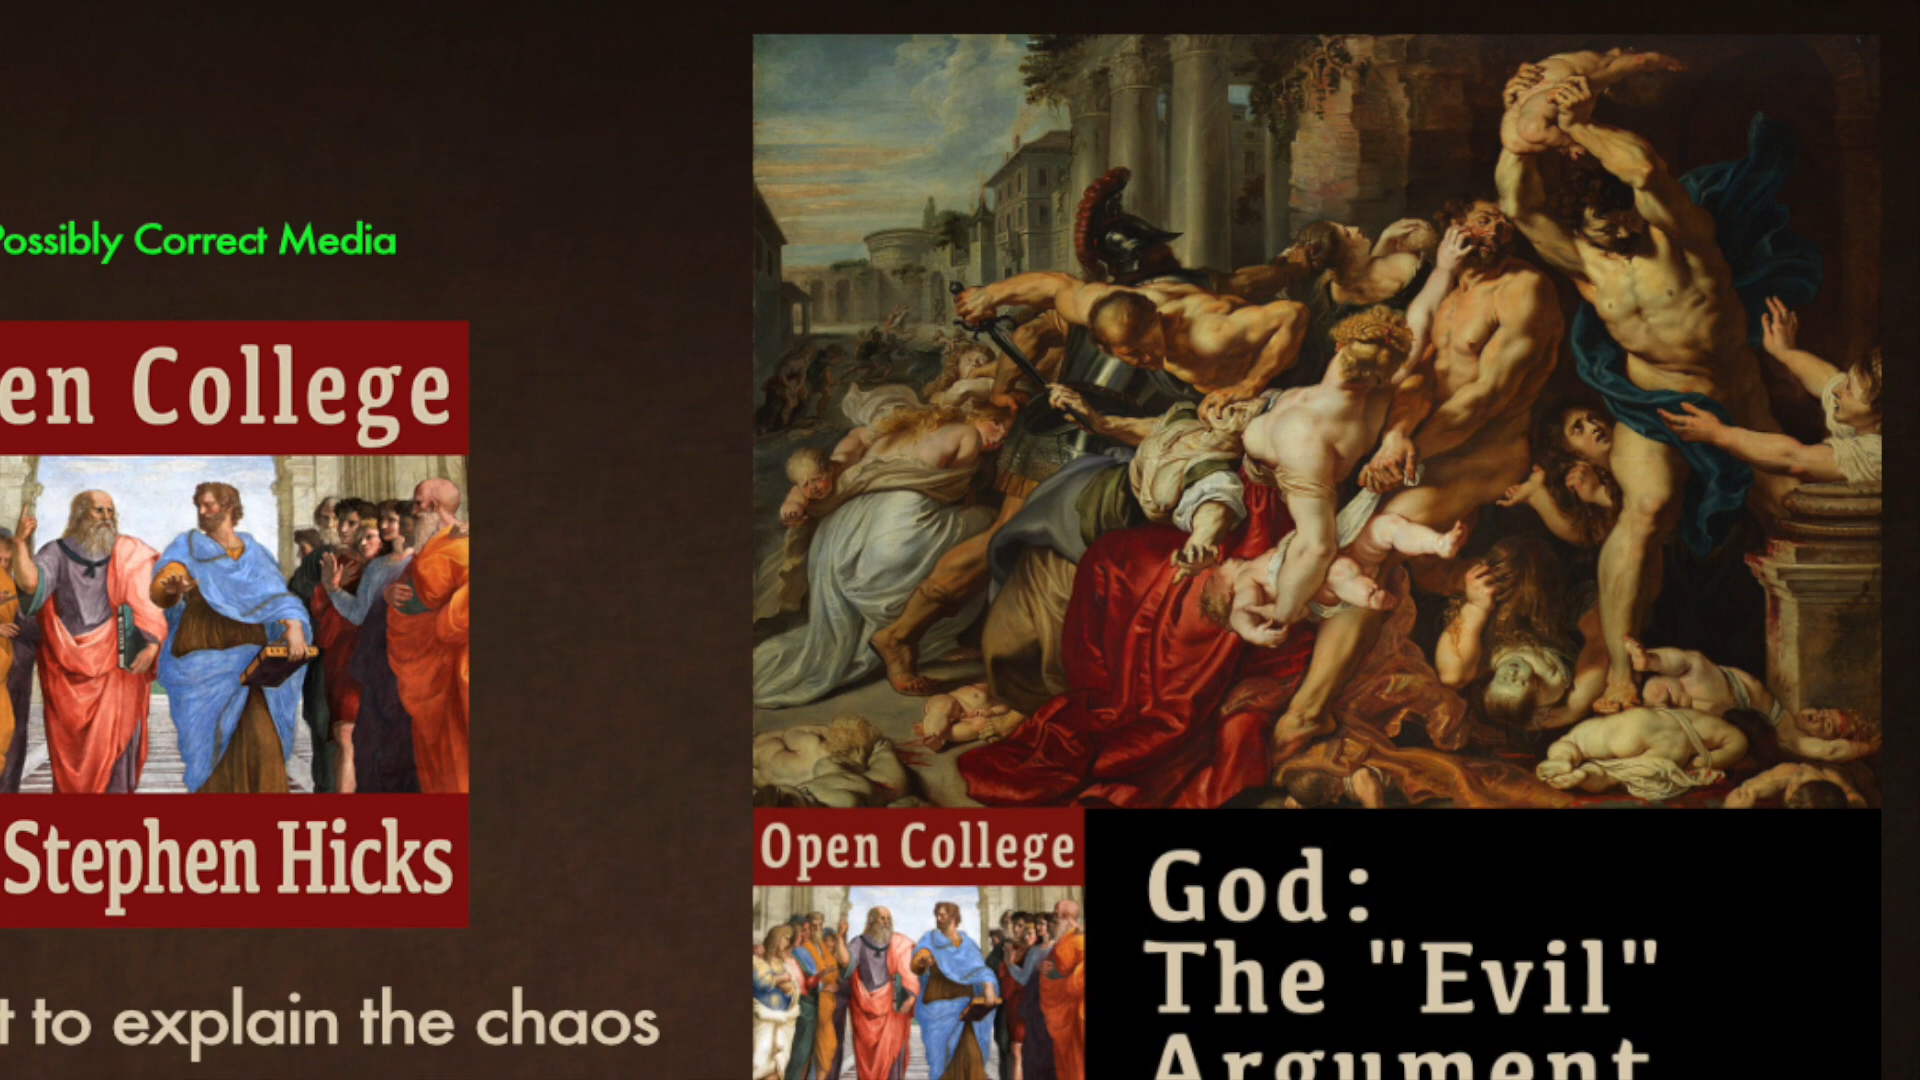 Possibly Correct Media
en College
Stephen Hicks
t to explain the chaos
Open College
God:
The "Evil"
Argument